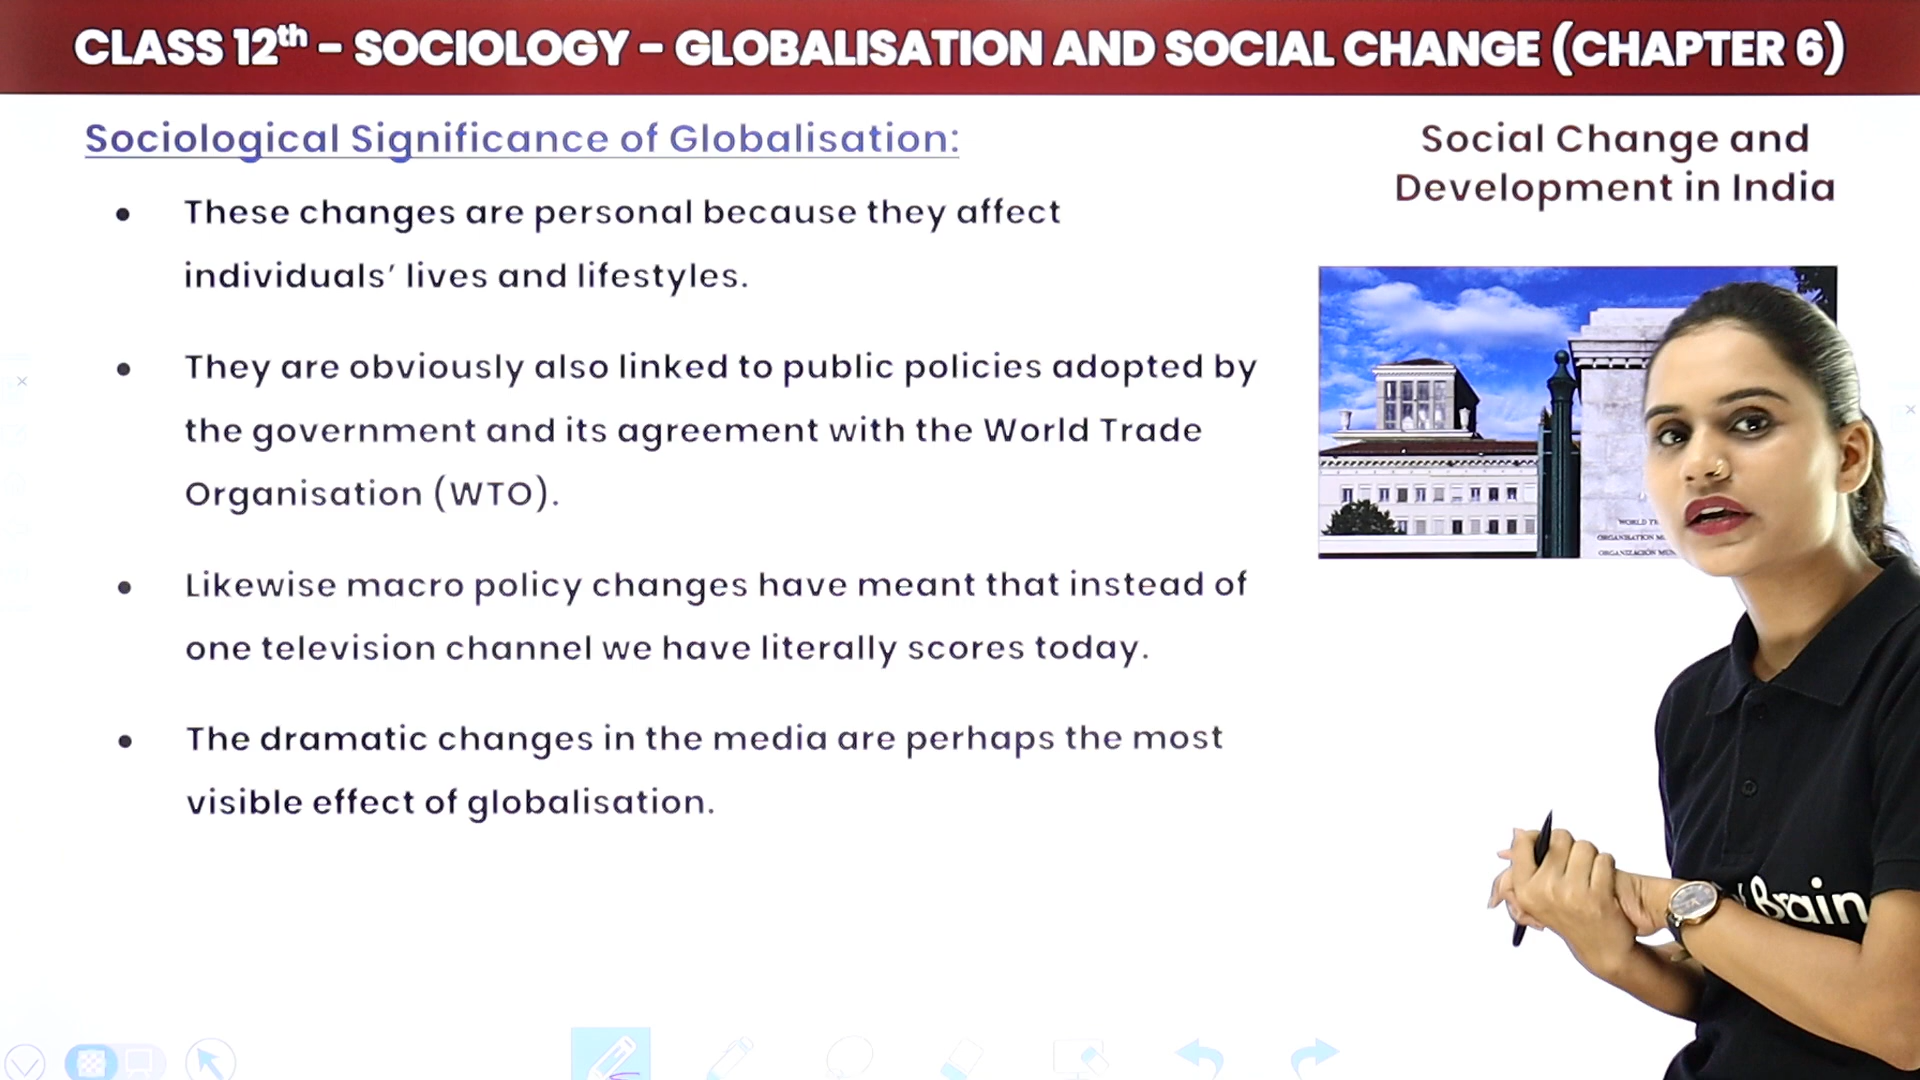 CLASS 12th – SOCIOLOGY – GLOBALISATION AND SOCIAL CHANGE (CHAPTER 6)
Sociological Significance of Globalisation:
• These changes are personal because they affect
individuals’ lives and lifestyles.
• They are obviously also linked to public policies adopted by
the government and its agreement with the World Trade
Organisation (WTO).
• Likewise macro policy changes have meant that instead of
one television channel we have literally scores today.
• The dramatic changes in the media are perhaps the most
visible effect of globalisation.
Social Change and
Development in India
WORLD
ORGANISATION
ORGANIZACIÓN
Brain